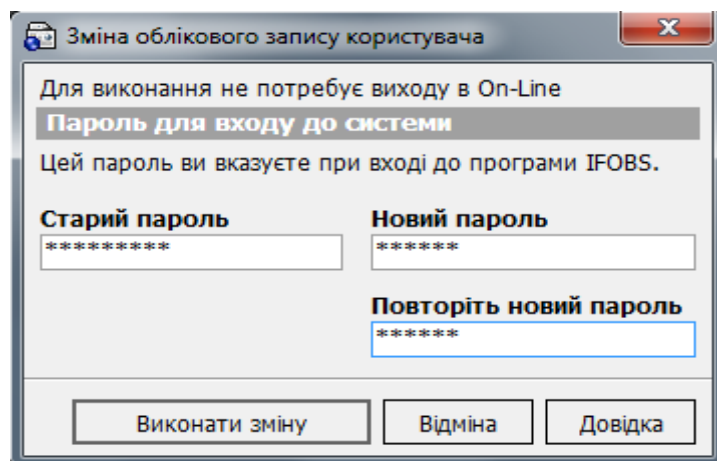 Зміна облікового запису користувача
Для виконання не потребує виходу в On-Line
Пароль для входу до системи
Цей пароль ви вказуєте при вході до програми IFOBS.
Старий пароль Новий пароль
********* ******
Повторіть новий пароль
******
Виконати зміну Відміна Довідка